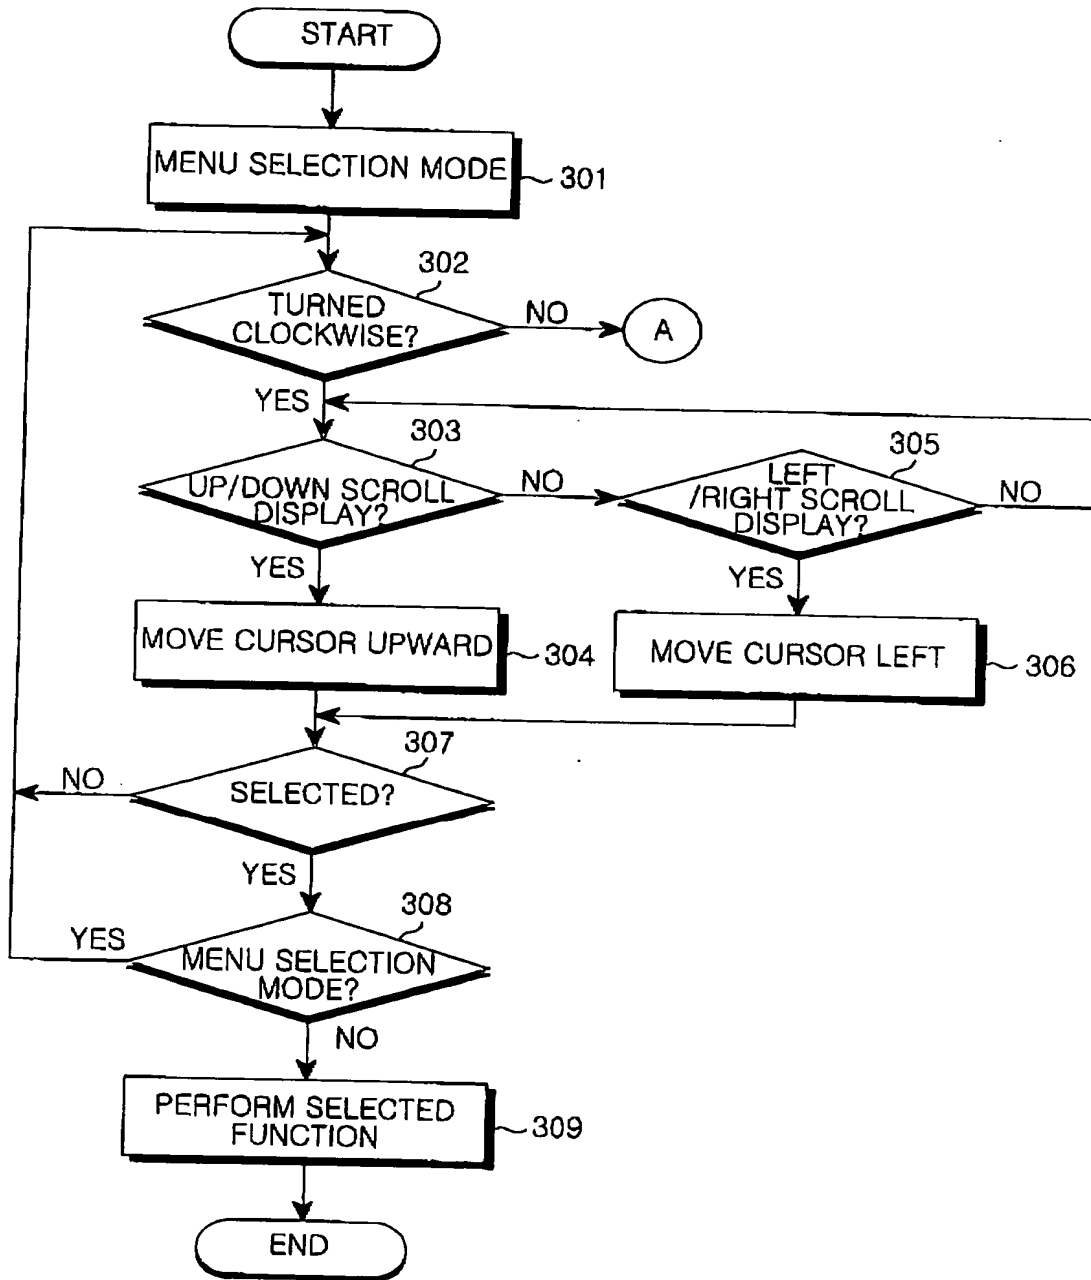 START
MENU SELECTION MODE
301
302
TURNED
CLOCKWISE?
NO
A
YES
303
305
UP/DOWN SCROLL
DISPLAY?
NO
LEFT
/RIGHT SCROLL
DISPLAY?
NO
YES
YES
MOVE CURSOR UPWARD
304
MOVE CURSOR LEFT
306
307
NO
SELECTED?
YES
308
YES
MENU SELECTION
MODE?
NO
PERFORM SELECTED
FUNCTION
309
END